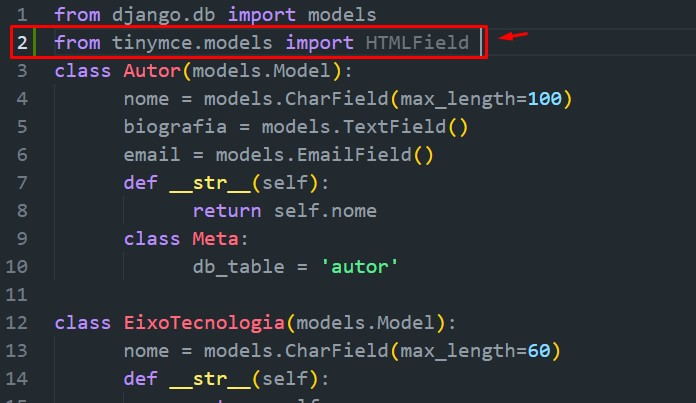 1 from django.db import models
2 from tinymce.models import HTMLField
3 class Autor(models.Model):
4 nome = models.CharField(max_length=100)
5 biografia = models.TextField()
6 email = models.EmailField()
7 def __str__(self):
8 return self.nome
9 class Meta:
10 db_table = 'autor'
11
12 class EixoTecnologia(models.Model):
13 nome = models.CharField(max_length=60)
14 def __str__(self):